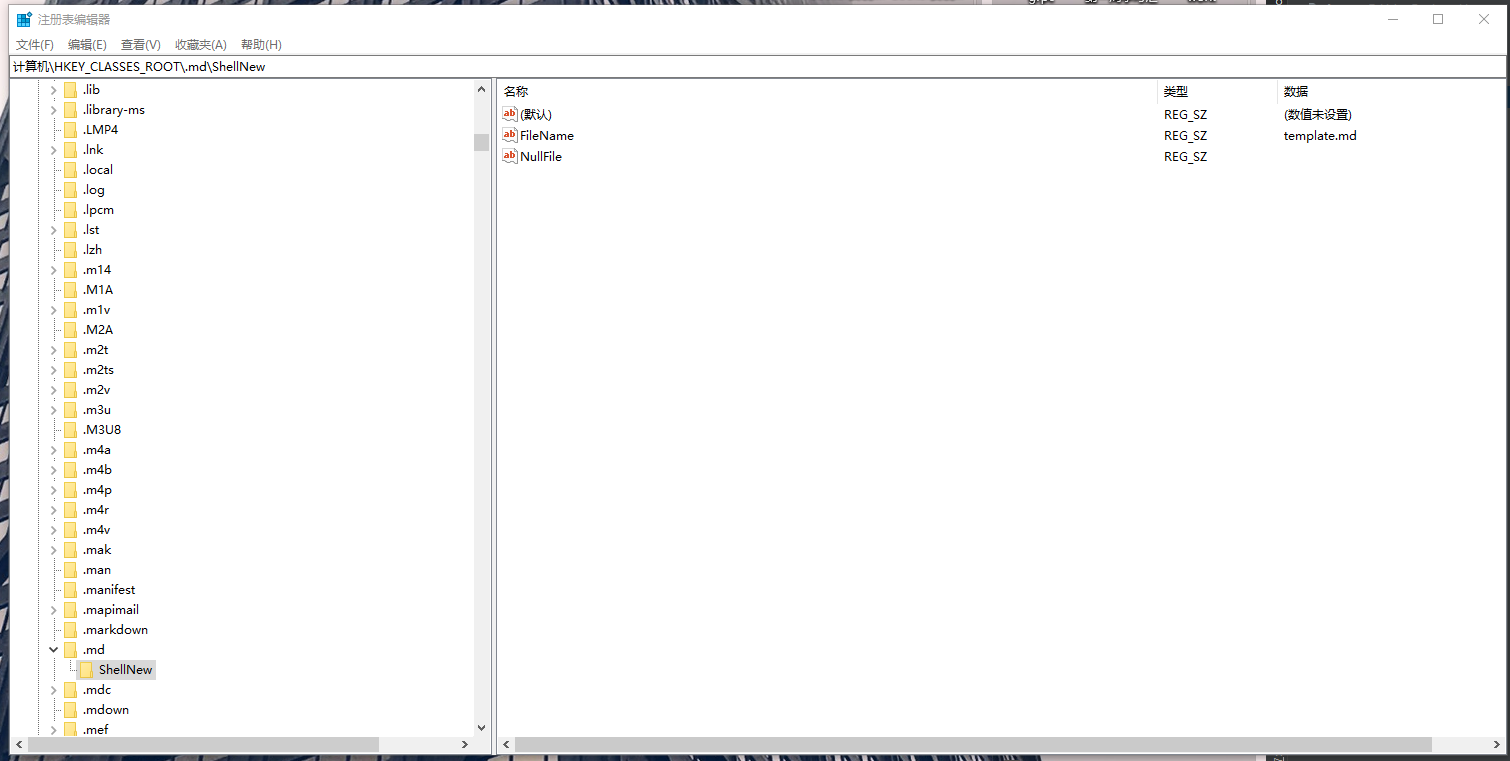 注册表编辑器
文件(F) 编辑(E) 查看(V) 收藏夹(A) 帮助(H)
计算机\HKEY_CLASSES_ROOT\.md\ShellNew
.lib
.library-ms
.LMP4
.lnk
.local
.log
.lpcm
.lst
.lzh
.m14
.M1A
.m1v
.M2A
.m2t
.m2ts
.m2v
.m3u
.M3U8
.m4a
.m4b
.m4p
.m4r
.m4v
.mak
.man
.manifest
.mapimail
.markdown
.md
ShellNew
.mdc
.mdown
.mef
名称 类型 数据
ab (默认) REG_SZ (数值未设置)
ab FileName REG_SZ template.md
ab NullFile REG_SZ